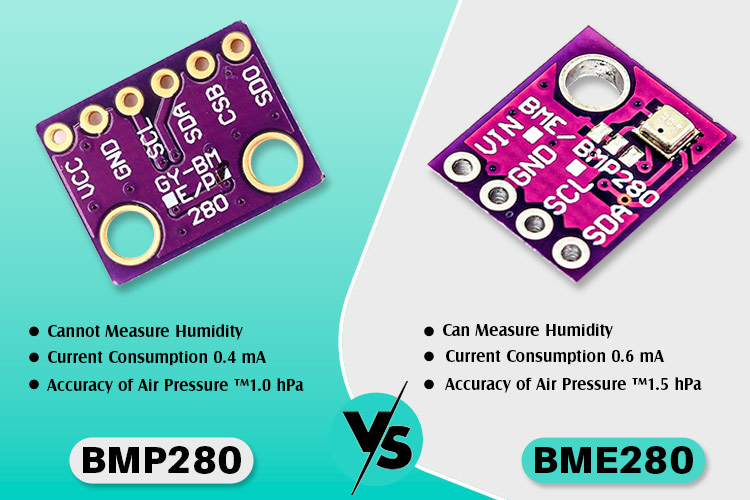 VCC
GND
SCL
SDA
CSB
SDO
GY-BM
E/P
280
BME/BMP280
VIN
GND
SCL
SDA
● Cannot Measure Humidity
● Current Consumption 0.4 mA
● Accuracy of Air Pressure ™1.0 hPa
BMP280
VS
● Can Measure Humidity
● Current Consumption 0.6 mA
● Accuracy of Air Pressure ™1.5 hPa
BME280